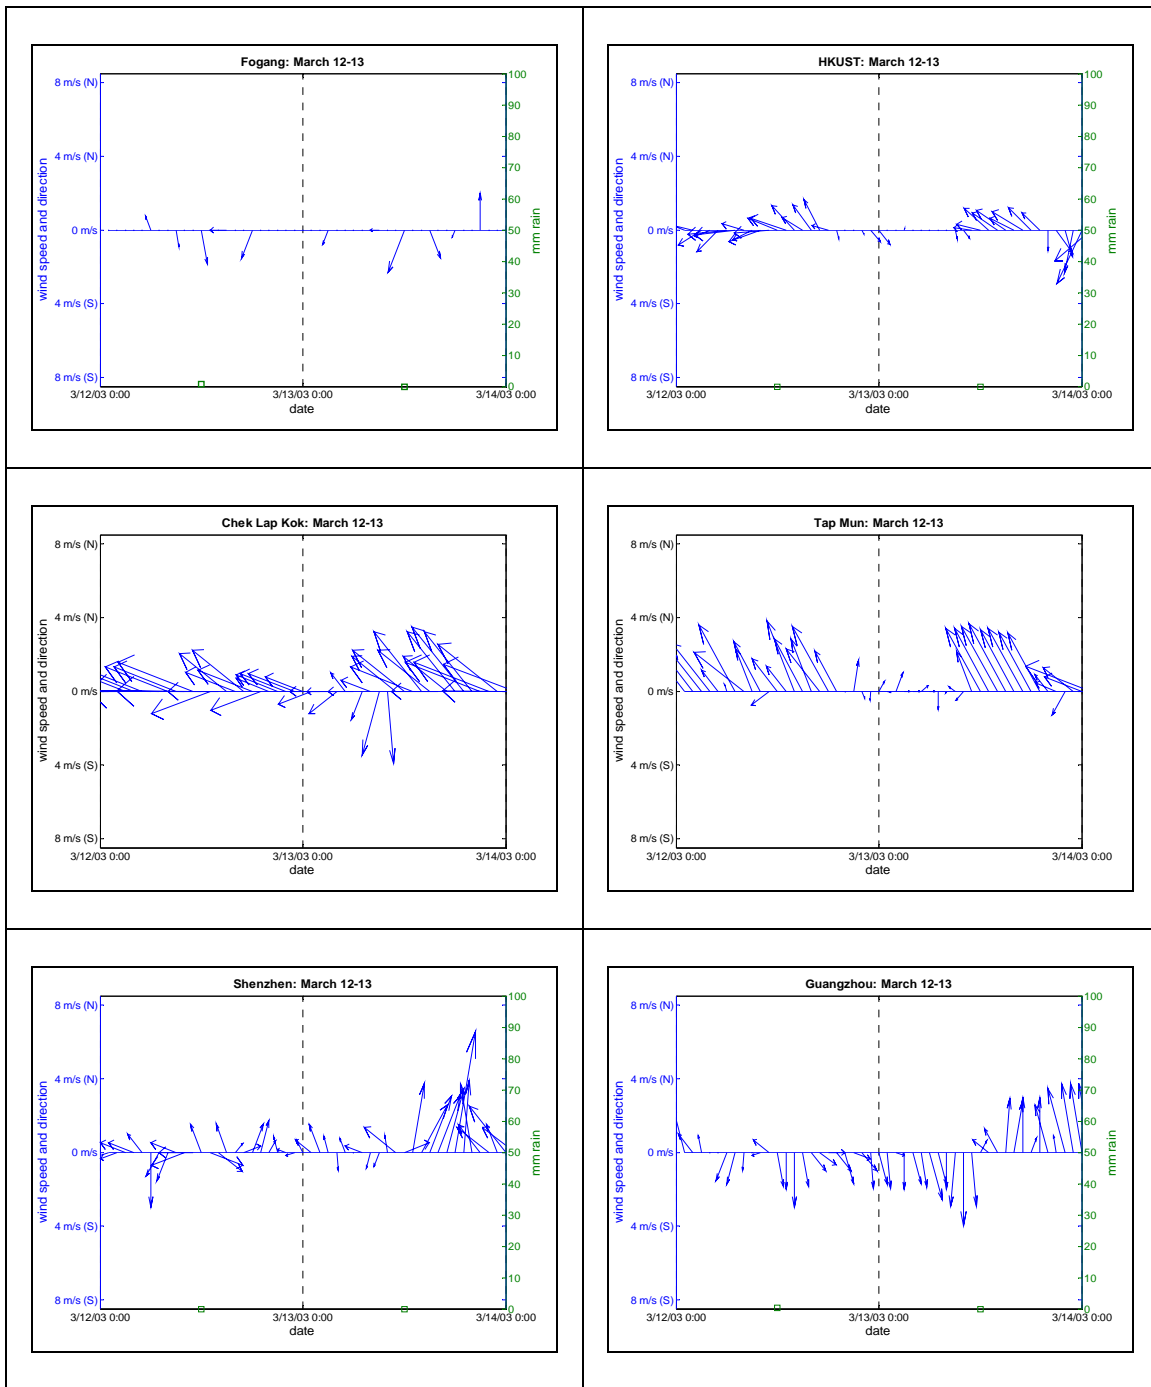 Fogang: March 12-13
8 m/s (N)
4 m/s (N)
0 m/s
4 m/s (S)
8 m/s (S)
wind speed and direction
100
90
80
70
60
50
40
30
20
10
0
mm rain
3/12/03 0:00
3/13/03 0:00
3/14/03 0:00
date
HKUST: March 12-13
8 m/s (N)
4 m/s (N)
0 m/s
4 m/s (S)
8 m/s (S)
wind speed and direction
100
90
80
70
60
50
40
30
20
10
0
mm rain
3/12/03 0:00
3/13/03 0:00
3/14/03 0:00
date
Chek Lap Kok: March 12-13
8 m/s (N)
4 m/s (N)
0 m/s
4 m/s (S)
8 m/s (S)
wind speed and direction
3/12/03 0:00
3/13/03 0:00
3/14/03 0:00
date
Tap Mun: March 12-13
8 m/s (N)
4 m/s (N)
0 m/s
4 m/s (S)
8 m/s (S)
wind speed and direction
3/12/03 0:00
3/13/03 0:00
3/14/03 0:00
date
Shenzhen: March 12-13
8 m/s (N)
4 m/s (N)
0 m/s
4 m/s (S)
8 m/s (S)
wind speed and direction
100
90
80
70
60
50
40
30
20
10
0
mm rain
3/12/03 0:00
3/13/03 0:00
3/14/03 0:00
date
Guangzhou: March 12-13
8 m/s (N)
4 m/s (N)
0 m/s
4 m/s (S)
8 m/s (S)
wind speed and direction
100
90
80
70
60
50
40
30
20
10
0
mm rain
3/12/03 0:00
3/13/03 0:00
3/14/03 0:00
date